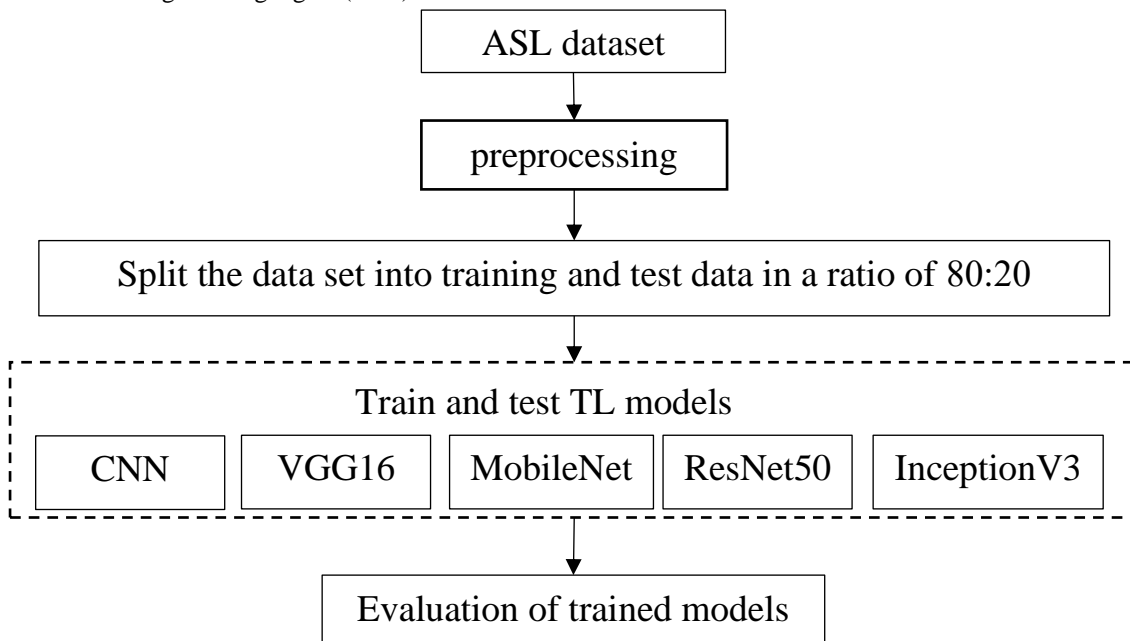 ASL dataset
preprocessing
Split the data set into training and test data in a ratio of 80:20
Train and test TL models
CNN VGG16 MobileNet ResNet50 InceptionV3
Evaluation of trained models